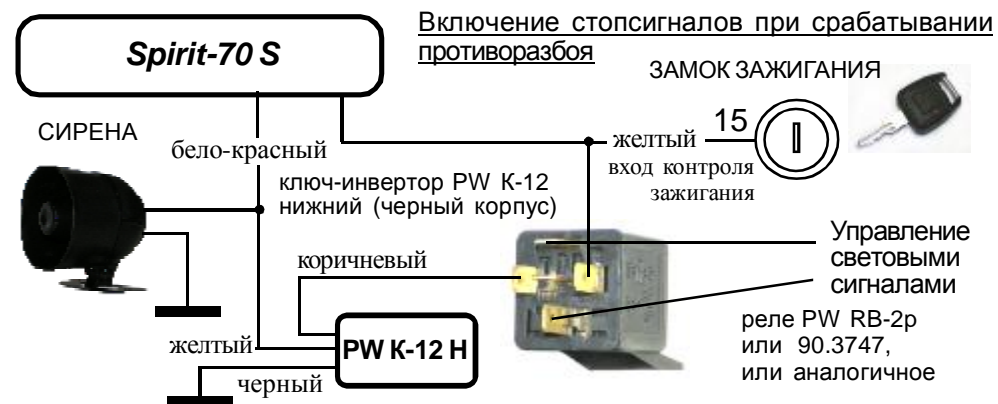 Включение стопсигналов при срабатывании
противоразбоя
Spirit-70 S
ЗАМОК ЗАЖИГАНИЯ
СИРЕНА
15
бело-красный
желтый
вход контроля
зажигания
ключ-инвертор PW К-12
нижний (черный корпус)
Управление
световыми
сигналами
коричневый
реле PW RB-2р
или 90.3747,
или аналогичное
желтый
PW К-12 Н
черный